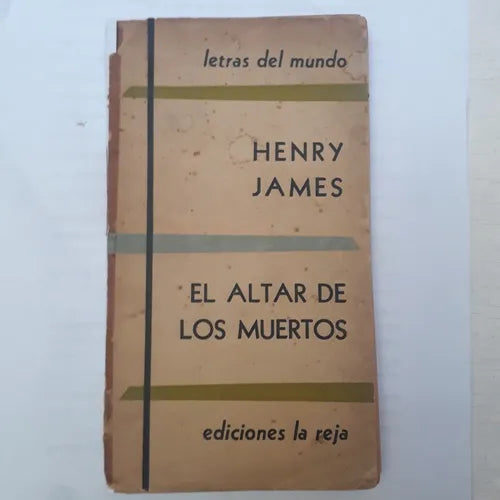 letras del mundo
HENRY
JAMES
EL ALTAR DE
LOS MUERTOS
ediciones la reja